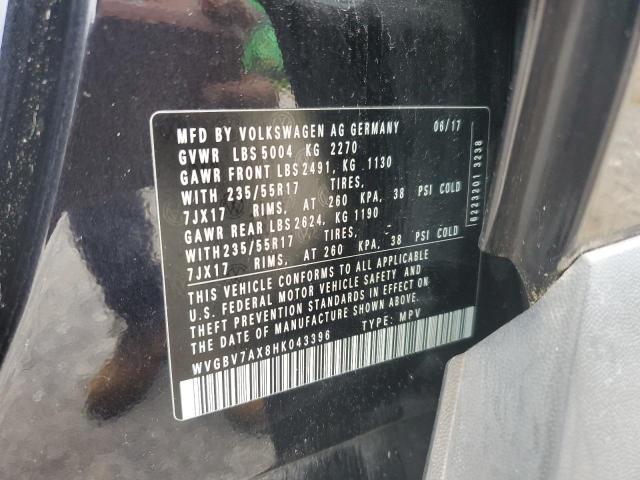 MFD BY VOLKSWAGEN AG GERMANY 06/17
GVWR LBS 5004 KG 2270
GAWR FRONT LBS 2491, KG 1130
WITH 235/55R17 TIRES,
7JX17 RIMS, AT 260 KPA, 38 PSI COLD
GAWR REAR LBS 2624, KG 1190
WITH235/55R17 TIRES,
7JX17 RIMS, AT 260 KPA, 38 PSI COLD
THIS VEHICLE CONFORMS TO ALL APPLICABLE
U.S. FEDERAL MOTOR VEHICLE SAFETY AND
THEFT PREVENTION STANDARDS IN EFFECT ON
THE DATE OF MANUFACTURE SHOWN ABOVE.
WVGBV7AX8HK043396 TYPE: MPV
6223201 3238